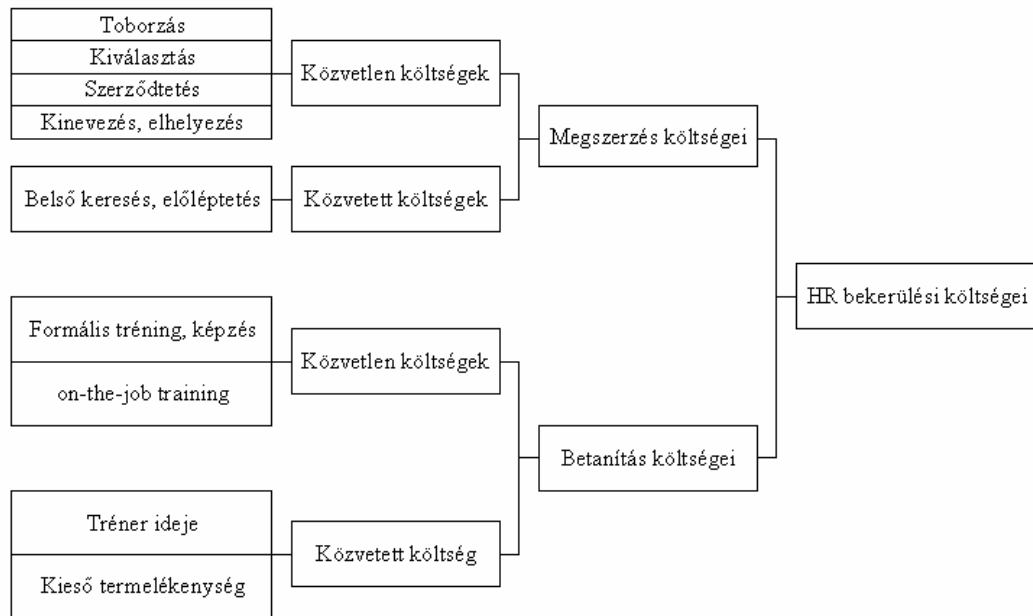 Toborzás
Kiválasztás
Szerződtetés
Kinevezés, elhelyezés
Közvetlen költségek
Megszerzés költségei
Belső keresés, előléptetés
Közvetett költségek
HR bekerülési költségei
Formális tréning, képzés
on-the-job training
Közvetlen költségek
Betanítás költségei
Tréner ideje
Kieső termelékenység
Közvetett költség